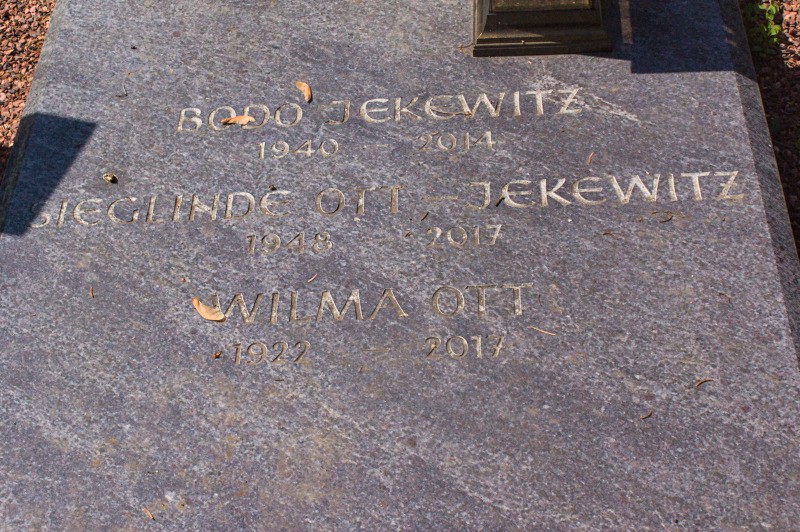 BODO JEKEWITZ
1940 – 2014
SIEGLINDE OTT – JEKEWITZ
1948 – 2017
WILMA OTT
1922 – 2017